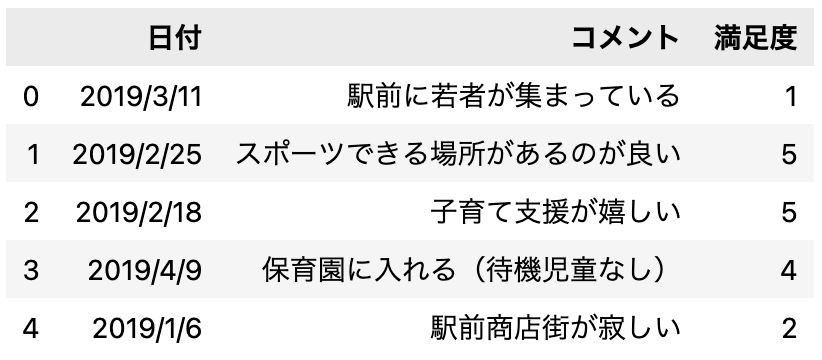 日付 コメント 満足度
0 2019/3/11 駅前に若者が集まっている 1
1 2019/2/25 スポーツできる場所があるのが良い 5
2 2019/2/18 子育て支援が嬉しい 5
3 2019/4/9 保育園に入れる（待機児童なし） 4
4 2019/1/6 駅前商店街が寂しい 2